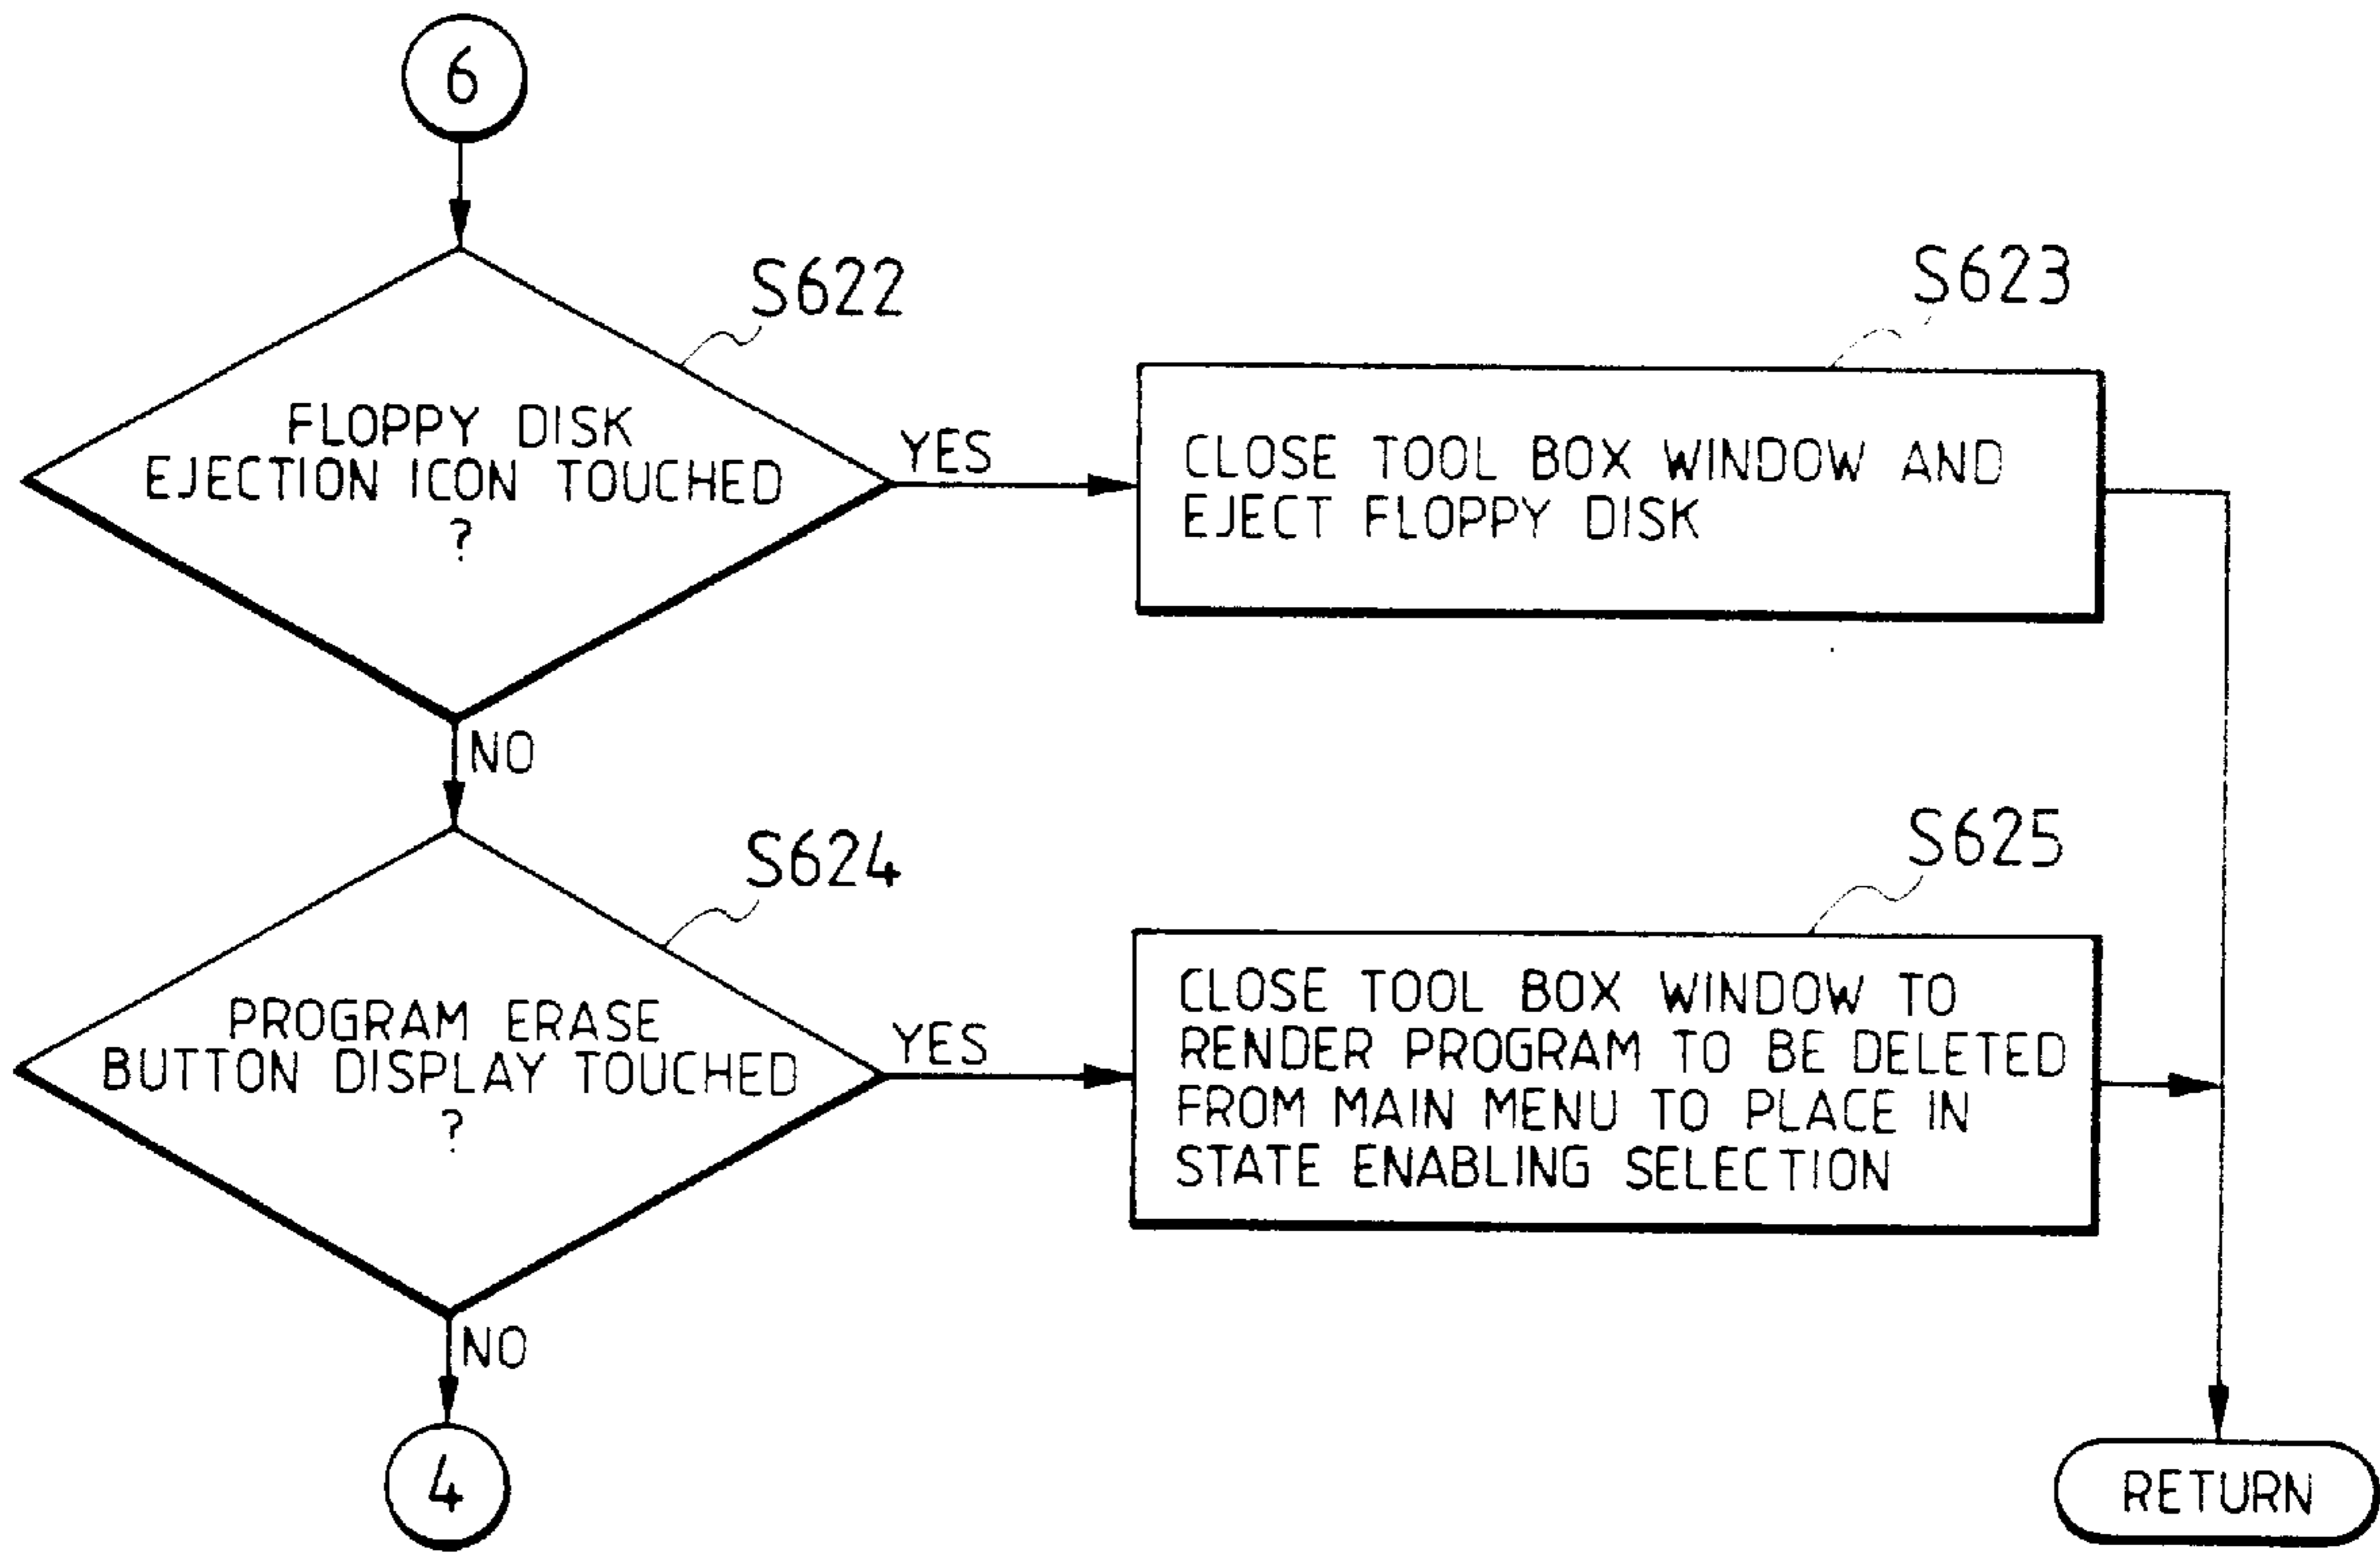 6
S622
FLOPPY DISK
EJECTION ICON TOUCHED
?
YES
S623
CLOSE TOOL BOX WINDOW AND
EJECT FLOPPY DISK
NO
S624
PROGRAM ERASE
BUTTON DISPLAY TOUCHED
?
YES
S625
CLOSE TOOL BOX WINDOW TO
RENDER PROGRAM TO BE DELETED
FROM MAIN MENU TO PLACE IN
STATE ENABLING SELECTION
NO
4
RETURN